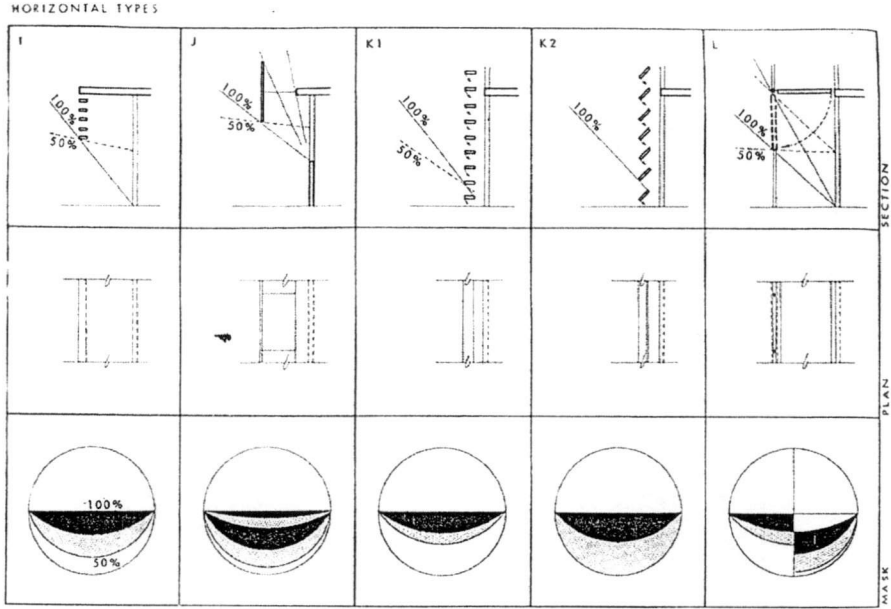 HORIZONTAL TYPES
I
J
K1
K2
L
100%
50%
100%
50%
100%
50%
100%
100%
50%
SECTION
PLAN
100%
50%
MASK